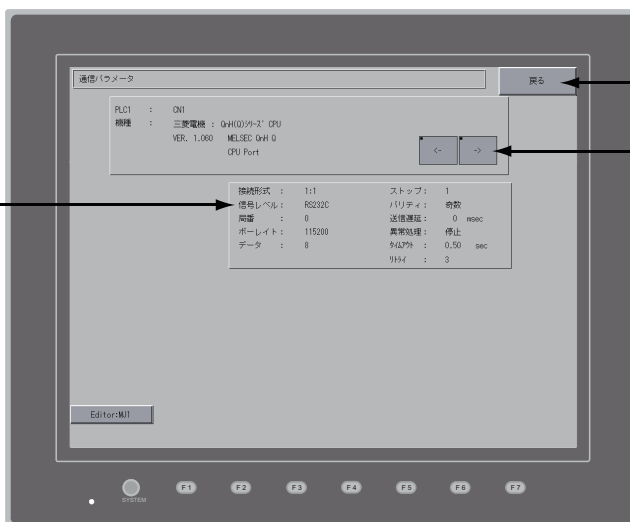 通信パラメータ
戻る
PLC1 : CN1
機種 : 三菱電機 : QnH(Q)ｼﾘｰｽﾞ CPU
VER. 1.060 MELSEC QnH Q
CPU Port
<- ->
接続形式 : 1:1 ストップ : 1
信号レベル : RS232C パリティ : 奇数
局番 : 0 送信遅延 : 0 msec
ボーレイト : 115200 異常処理 : 停止
データ : 8 ﾀｲﾑｱｳﾄ : 0.50 sec
ﾘﾄﾗｲ : 3
Editor:MJ1
SYSTEM F1 F2 F3 F4 F5 F6 F7